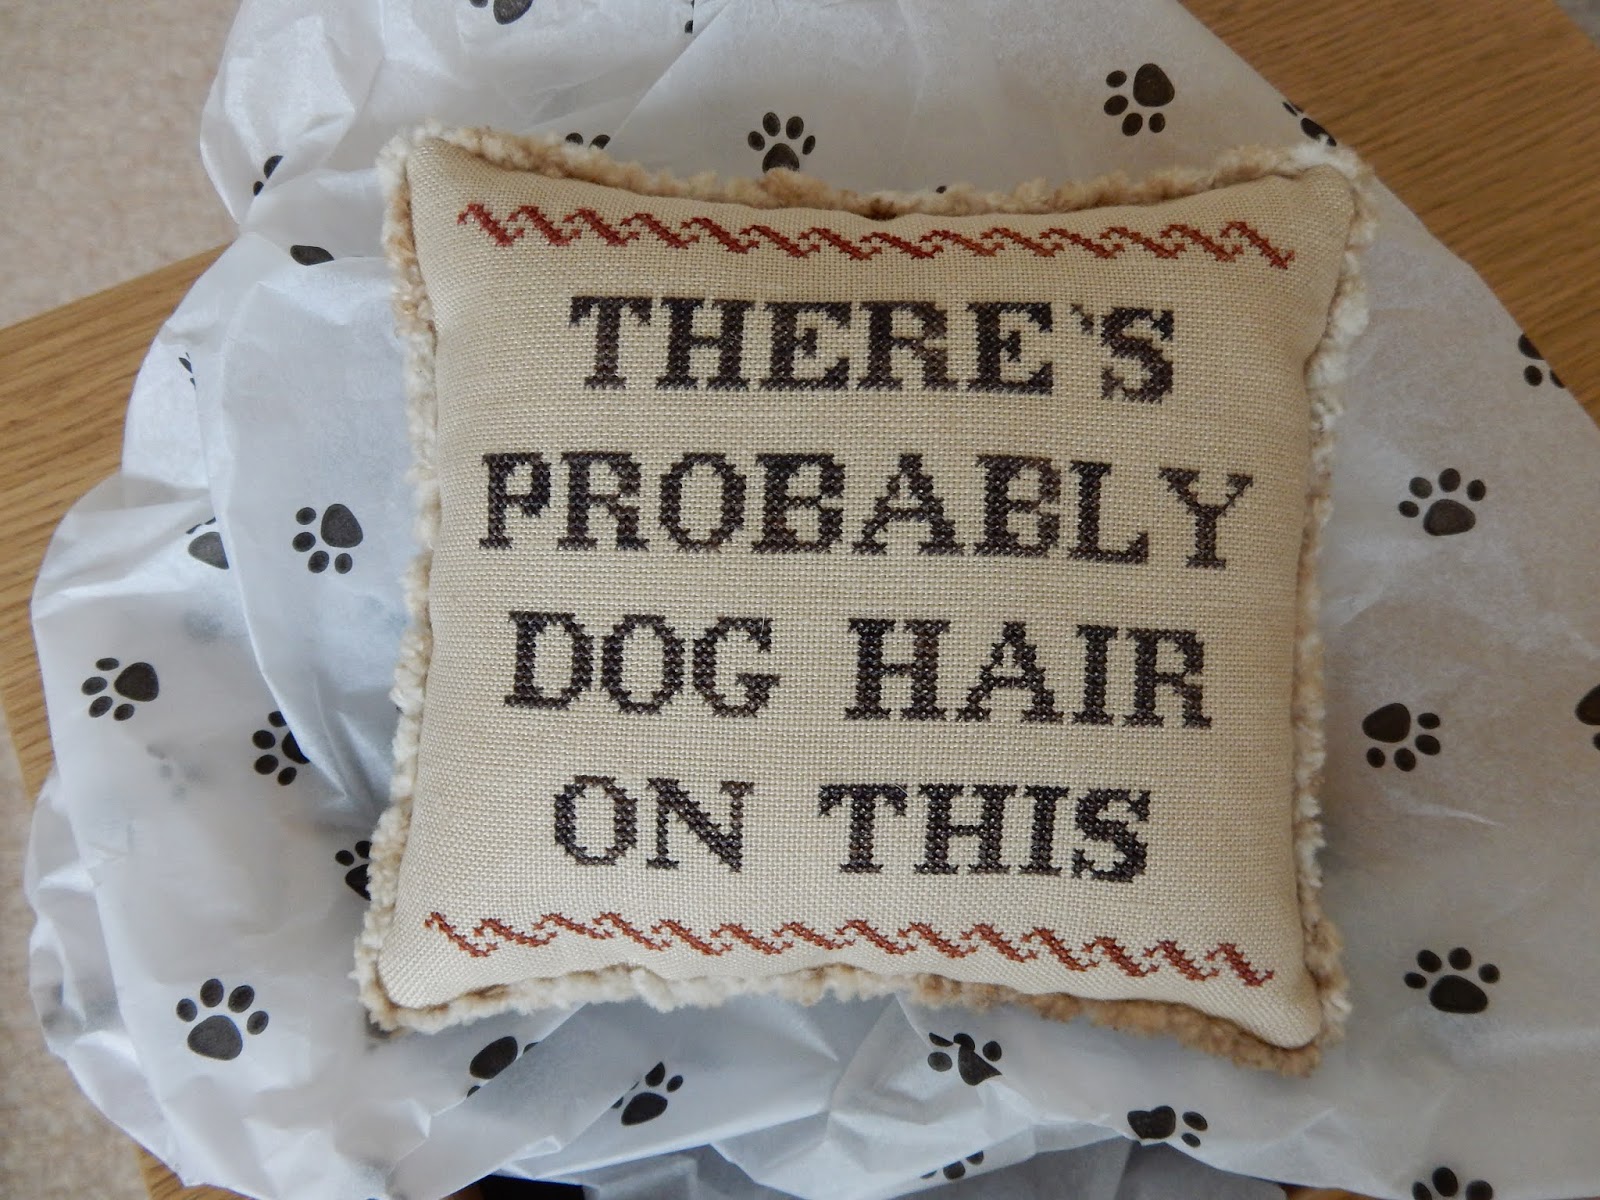 THERE'S
PROBABLY
DOG HAIR
ON THIS